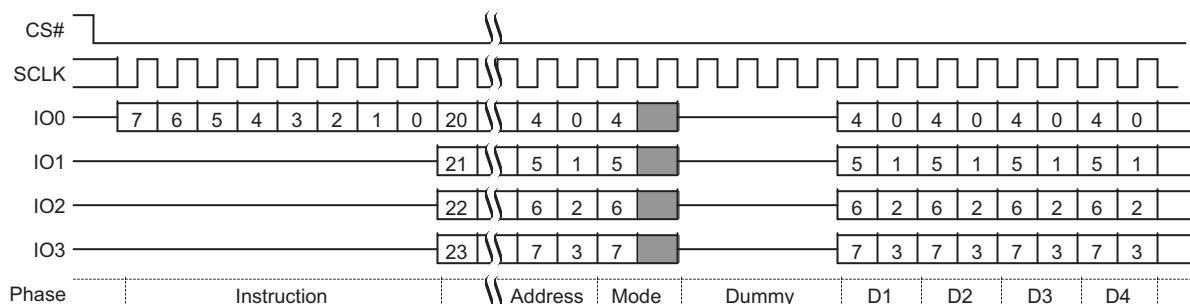 CS#
SCLK
IO0 7 6 5 4 3 2 1 0 20 4 0 4 4 0 4 0 4 0 4 0
IO1 21 5 1 5 5 1 5 1 5 1 5 1
IO2 22 6 2 6 6 2 6 2 6 2 6 2
IO3 23 7 3 7 7 3 7 3 7 3 7 3
Phase Instruction Address Mode Dummy D1 D2 D3 D4